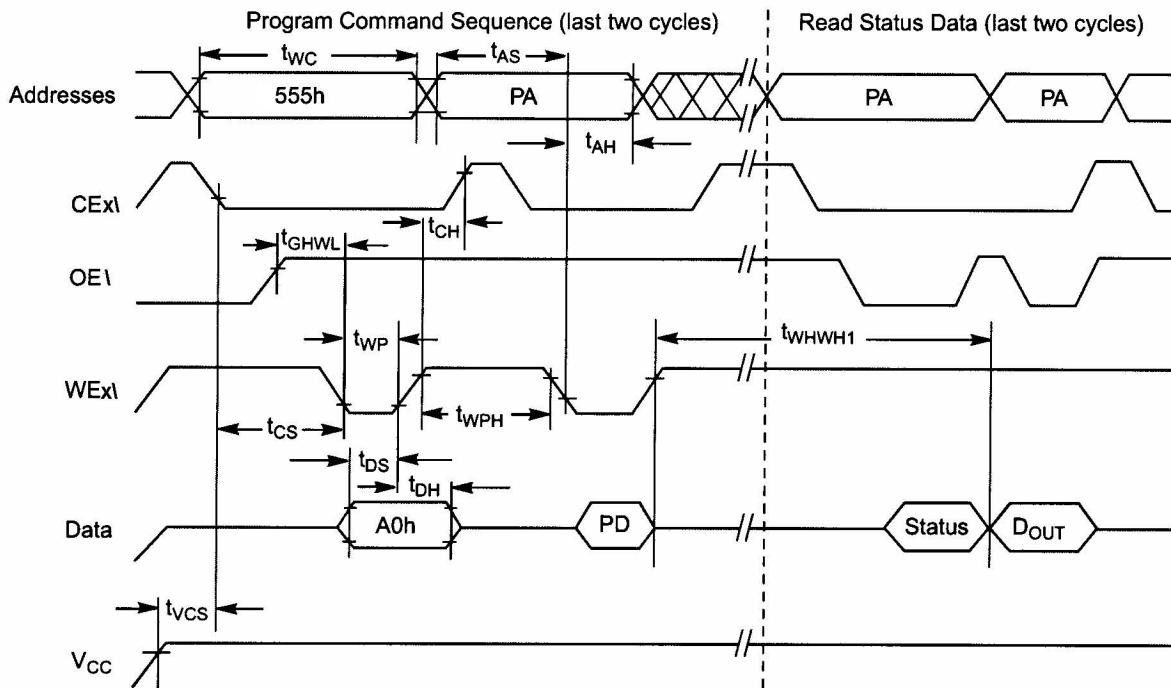 Program Command Sequence (last two cycles) Read Status Data (last two cycles)
tWC tAS
Addresses 555h PA PA PA
tAH
CEx\
tCH
tGHWL
OE\
tWP tWHWH1
WEx\
tCS tWPH
tDS
tDH
Data A0h PD Status DOUT
tVCS
VCC